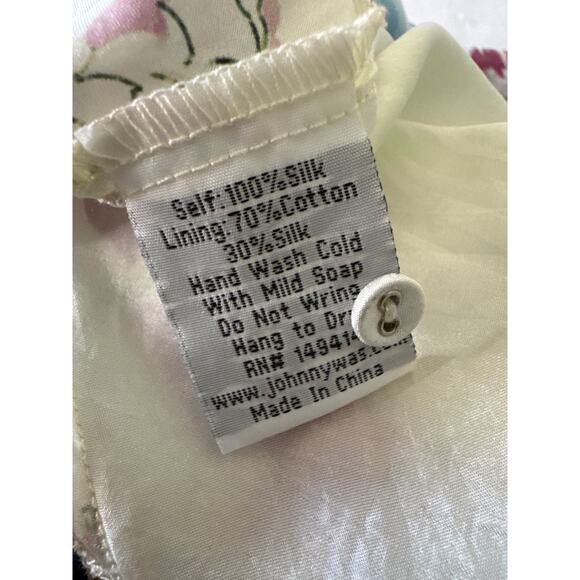 Self:100%Silk
Lining:70%Cotton
30%Silk
Hand Wash Cold
With Mild Soap
Do Not Wring
Hang to Dr
RN# 149414
www.johnnywas.com
Made In China